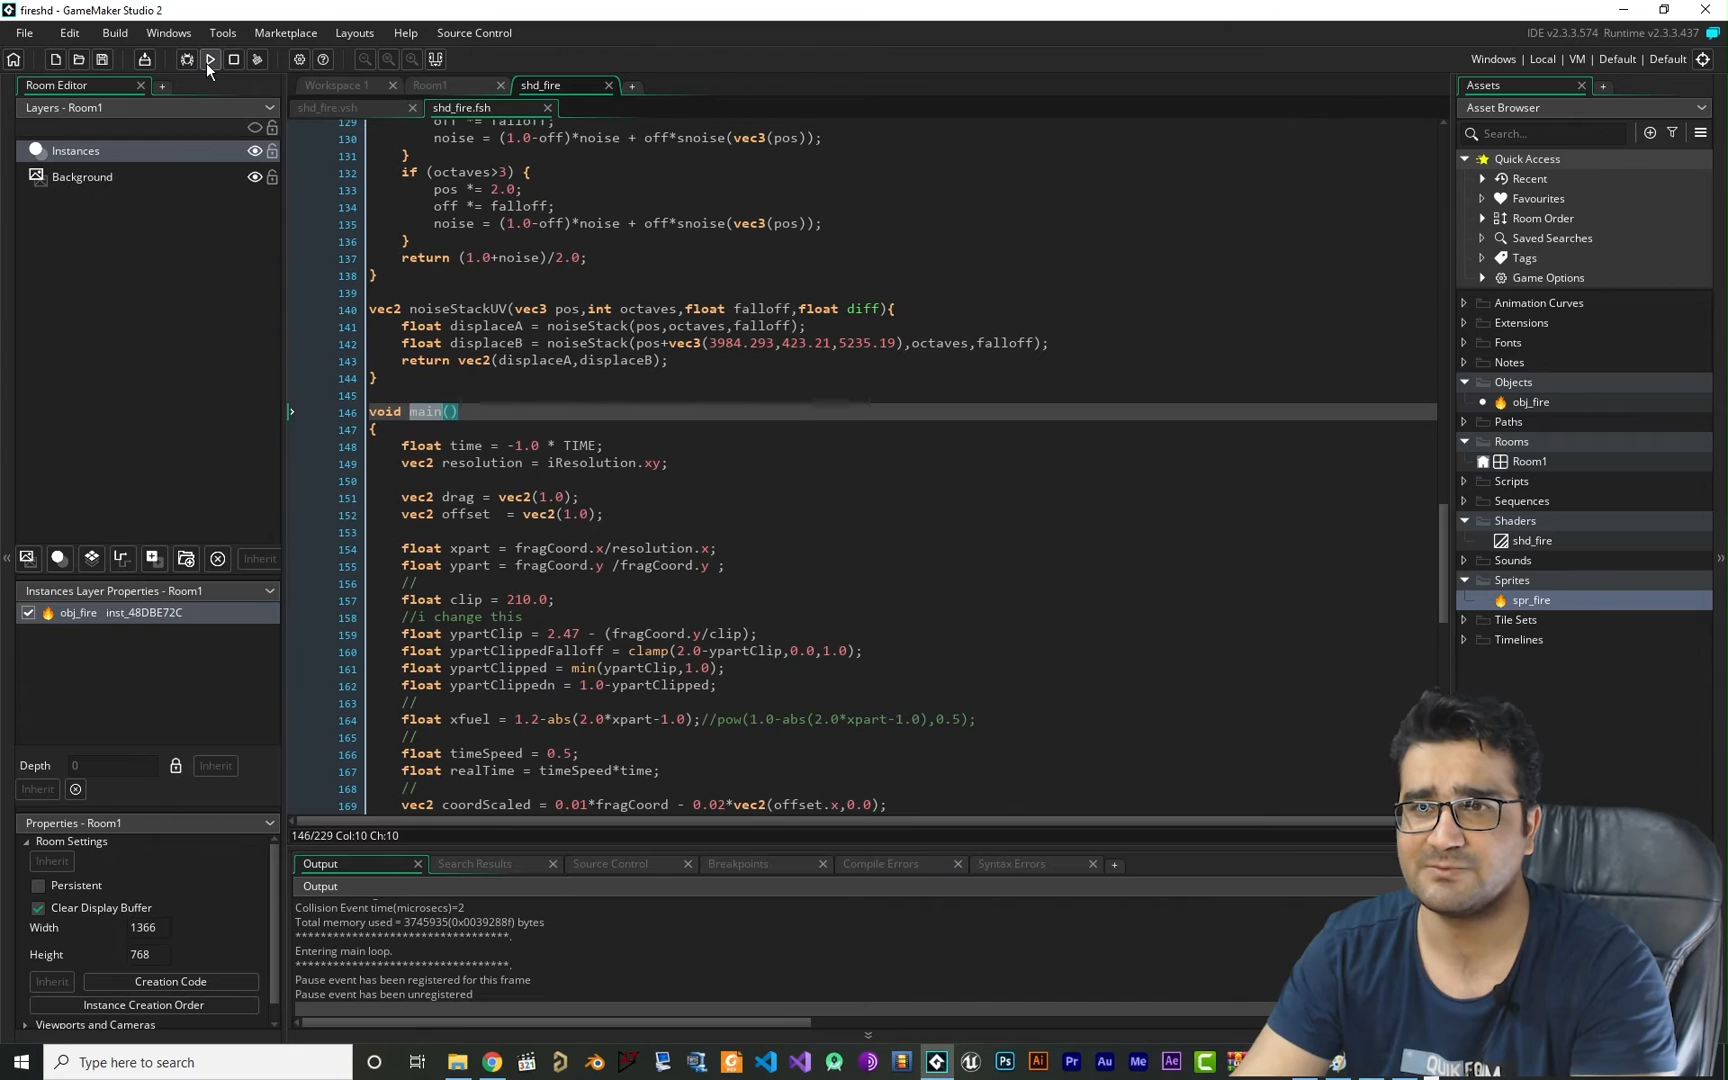 fireshd - GameMaker Studio 2
File Edit Build Windows Tools Marketplace Layouts Help Source Control
IDE v2.3.3.574 Runtime v2.3.3.437
Windows | Local | VM | Default | Default
Room Editor
Workspace 1
Room1
shd_fire
Assets
Layers - Room1
shd_fire.vsh
shd_fire.fsh
Asset Browser
Search...
Instances
Background
129 off *= falloff;
130 noise = (1.0-off)*noise + off*snoise(vec3(pos));
131 }
132 if (octaves>3) {
133 pos *= 2.0;
134 off *= falloff;
135 noise = (1.0-off)*noise + off*snoise(vec3(pos));
136 }
137 return (1.0+noise)/2.0;
138 }
139
140 vec2 noiseStackUV(vec3 pos,int octaves,float falloff,float diff){
141 float displaceA = noiseStack(pos,octaves,falloff);
142 float displaceB = noiseStack(pos+vec3(3984.293,423.21,5235.19),octaves,falloff);
143 return vec2(displaceA,displaceB);
144 }
145
146 void main()
147 {
148 float time = -1.0 * TIME;
149 vec2 resolution = iResolution.xy;
150
151 vec2 drag = vec2(1.0);
152 vec2 offset = vec2(1.0);
153
154 float xpart = fragCoord.x/resolution.x;
155 float ypart = fragCoord.y /fragCoord.y ;
156 //
157 float clip = 210.0;
158 //i change this
159 float ypartClip = 2.47 - (fragCoord.y/clip);
160 float ypartClippedFalloff = clamp(2.0-ypartClip,0.0,1.0);
161 float ypartClipped = min(ypartClip,1.0);
162 float ypartClippedn = 1.0-ypartClipped;
163 //
164 float xfuel = 1.2-abs(2.0*xpart-1.0);//pow(1.0-abs(2.0*xpart-1.0),0.5);
165 //
166 float timeSpeed = 0.5;
167 float realTime = timeSpeed*time;
168 //
169 vec2 coordScaled = 0.01*fragCoord - 0.02*vec2(offset.x,0.0);
146/229 Col:10 Ch:10
Quick Access
Recent
Favourites
Room Order
Saved Searches
Tags
Game Options
Animation Curves
Extensions
Fonts
Notes
Objects
obj_fire
Paths
Rooms
Room1
Scripts
Sequences
Shaders
shd_fire
Sounds
Sprites
spr_fire
Tile Sets
Timelines
Inherit
Instances Layer Properties - Room1
obj_fire inst_48DBE72C
Depth 0 Inherit
Inherit
Properties - Room1
Room Settings
Inherit
Persistent
Clear Display Buffer
Width 1366
Height 768
Inherit Creation Code
Instance Creation Order
Viewports and Cameras
Output
Search Results
Source Control
Breakpoints
Compile Errors
Syntax Errors
Output
Collision Event time(microsecs)=2
Total memory used = 3745935(0x0039288f) bytes
**********************************.
Entering main loop.
**********************************.
Pause event has been registered for this frame
Pause event has been unregistered
Type here to search